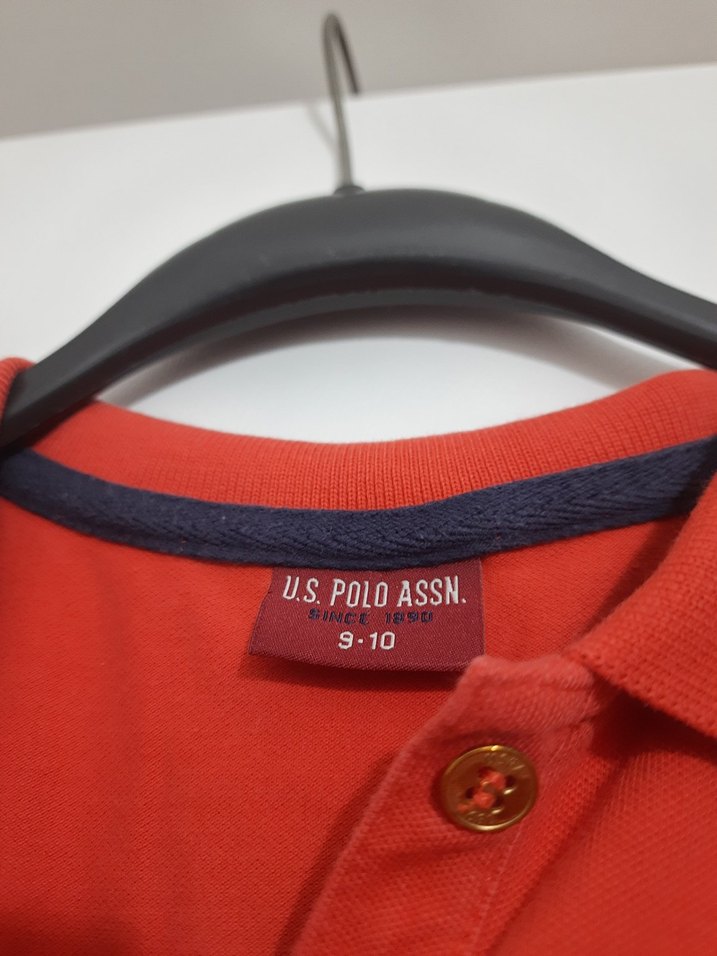 U.S. POLO ASSN.
SINCE 1890
9-10